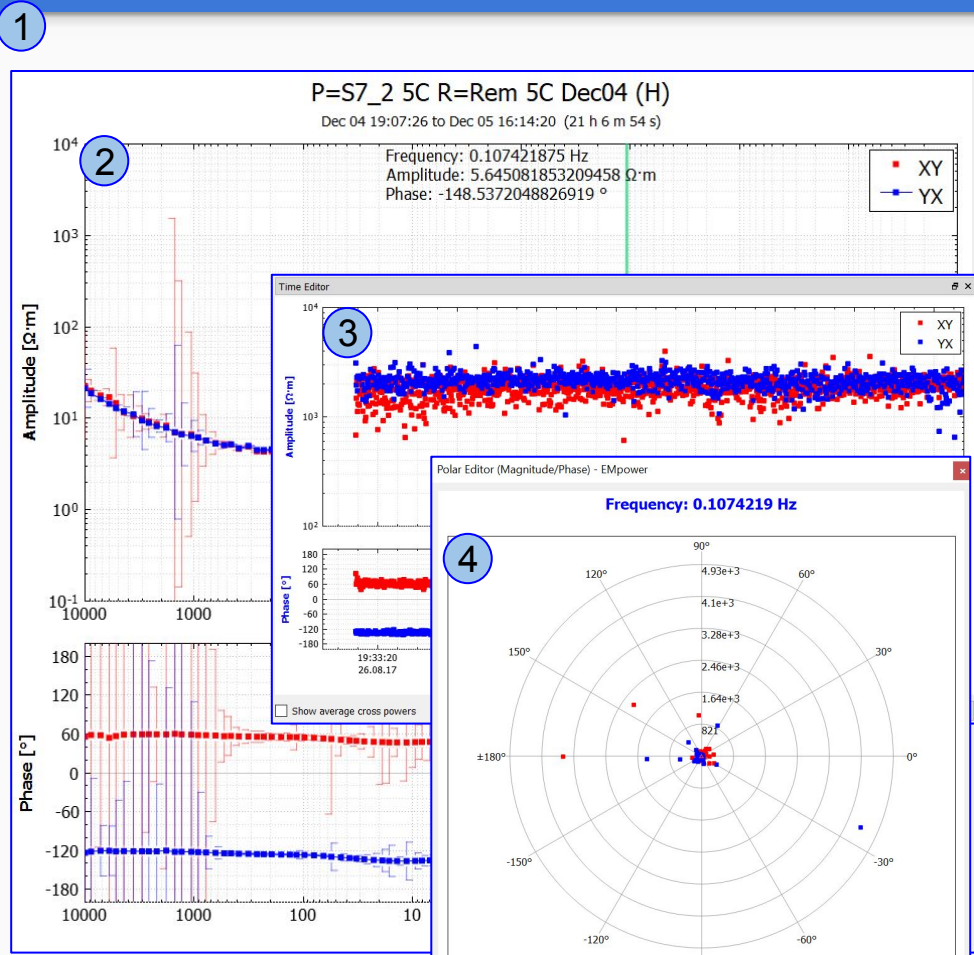 1
P=S7_2 5C R=Rem 5C Dec04 (H)
Dec 04 19:07:26 to Dec 05 16:14:20 (21 h 6 m 54 s)
2
Frequency: 0.107421875 Hz
Amplitude: 5.645081853209458 Ω·m
Phase: -148.5372048826919 °
XY
YX
Amplitude [Ω·m]
10⁴
10³
10²
10¹
10⁰
10⁻¹
10000
1000
Phase [°]
180
120
60
0
-60
-120
-180
10000
1000
100
10
Time Editor
3
XY
YX
Amplitude [Ω·m]
10⁴
10³
10²
Phase [°]
180
120
60
0
-60
-120
-180
19:33:20
26.08.17
Show average cross powers
Polar Editor (Magnitude/Phase) - EMpower
Frequency: 0.1074219 Hz
4
90°
120°
60°
150°
30°
±180°
0°
-150°
-30°
-120°
-60°
4.93e+3
4.1e+3
3.28e+3
2.46e+3
1.64e+3
821